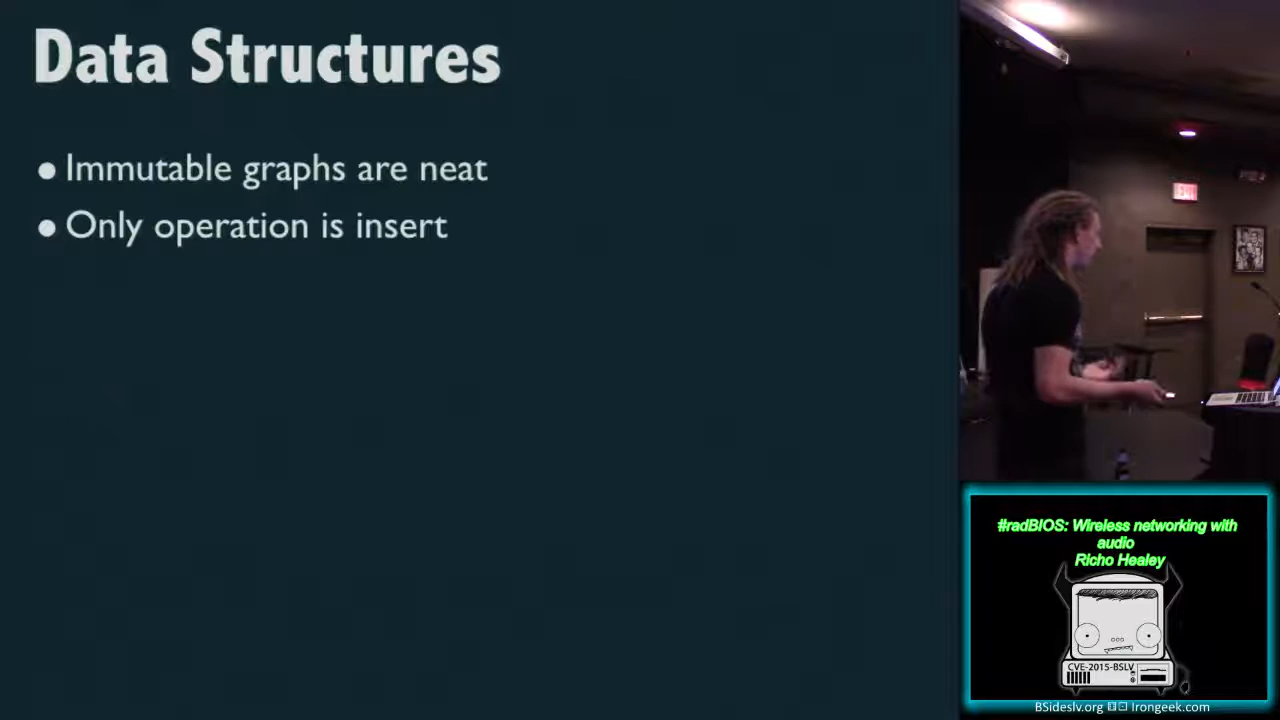 Data Structures
• Immutable graphs are neat
• Only operation is insert
EXIT
#radBIOS: Wireless networking with
audio
Richo Healey
CVE-2015-BSLV
BSideslv.org Irongeek.com